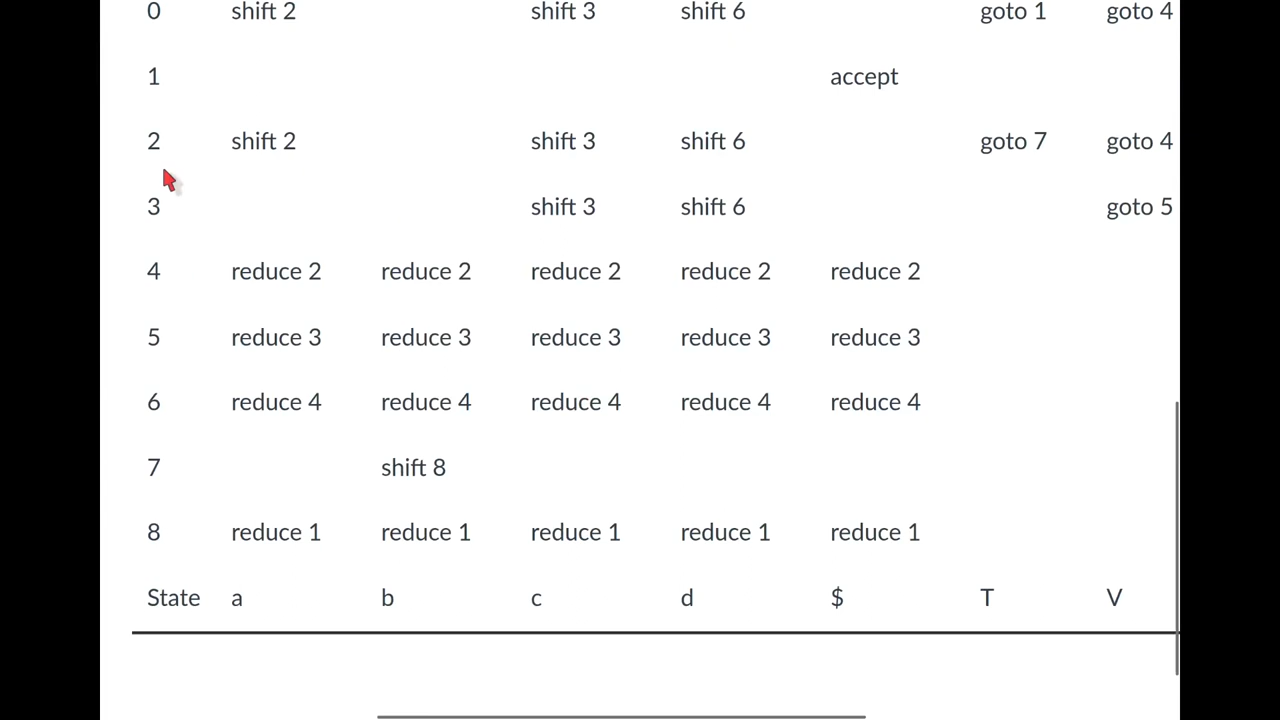 0 shift 2 shift 3 shift 6 goto 1 goto 4
1 accept
2 shift 2 shift 3 shift 6 goto 7 goto 4
3 shift 3 shift 6 goto 5
4 reduce 2 reduce 2 reduce 2 reduce 2 reduce 2
5 reduce 3 reduce 3 reduce 3 reduce 3 reduce 3
6 reduce 4 reduce 4 reduce 4 reduce 4 reduce 4
7 shift 8
8 reduce 1 reduce 1 reduce 1 reduce 1 reduce 1
State a b c d $ T V